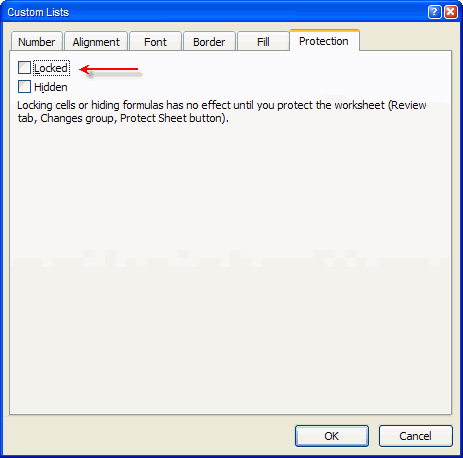 Custom Lists
Number Alignment Font Border Fill Protection
Locked
Hidden
Locking cells or hiding formulas has no effect until you protect the worksheet (Review
tab, Changes group, Protect Sheet button).
OK Cancel